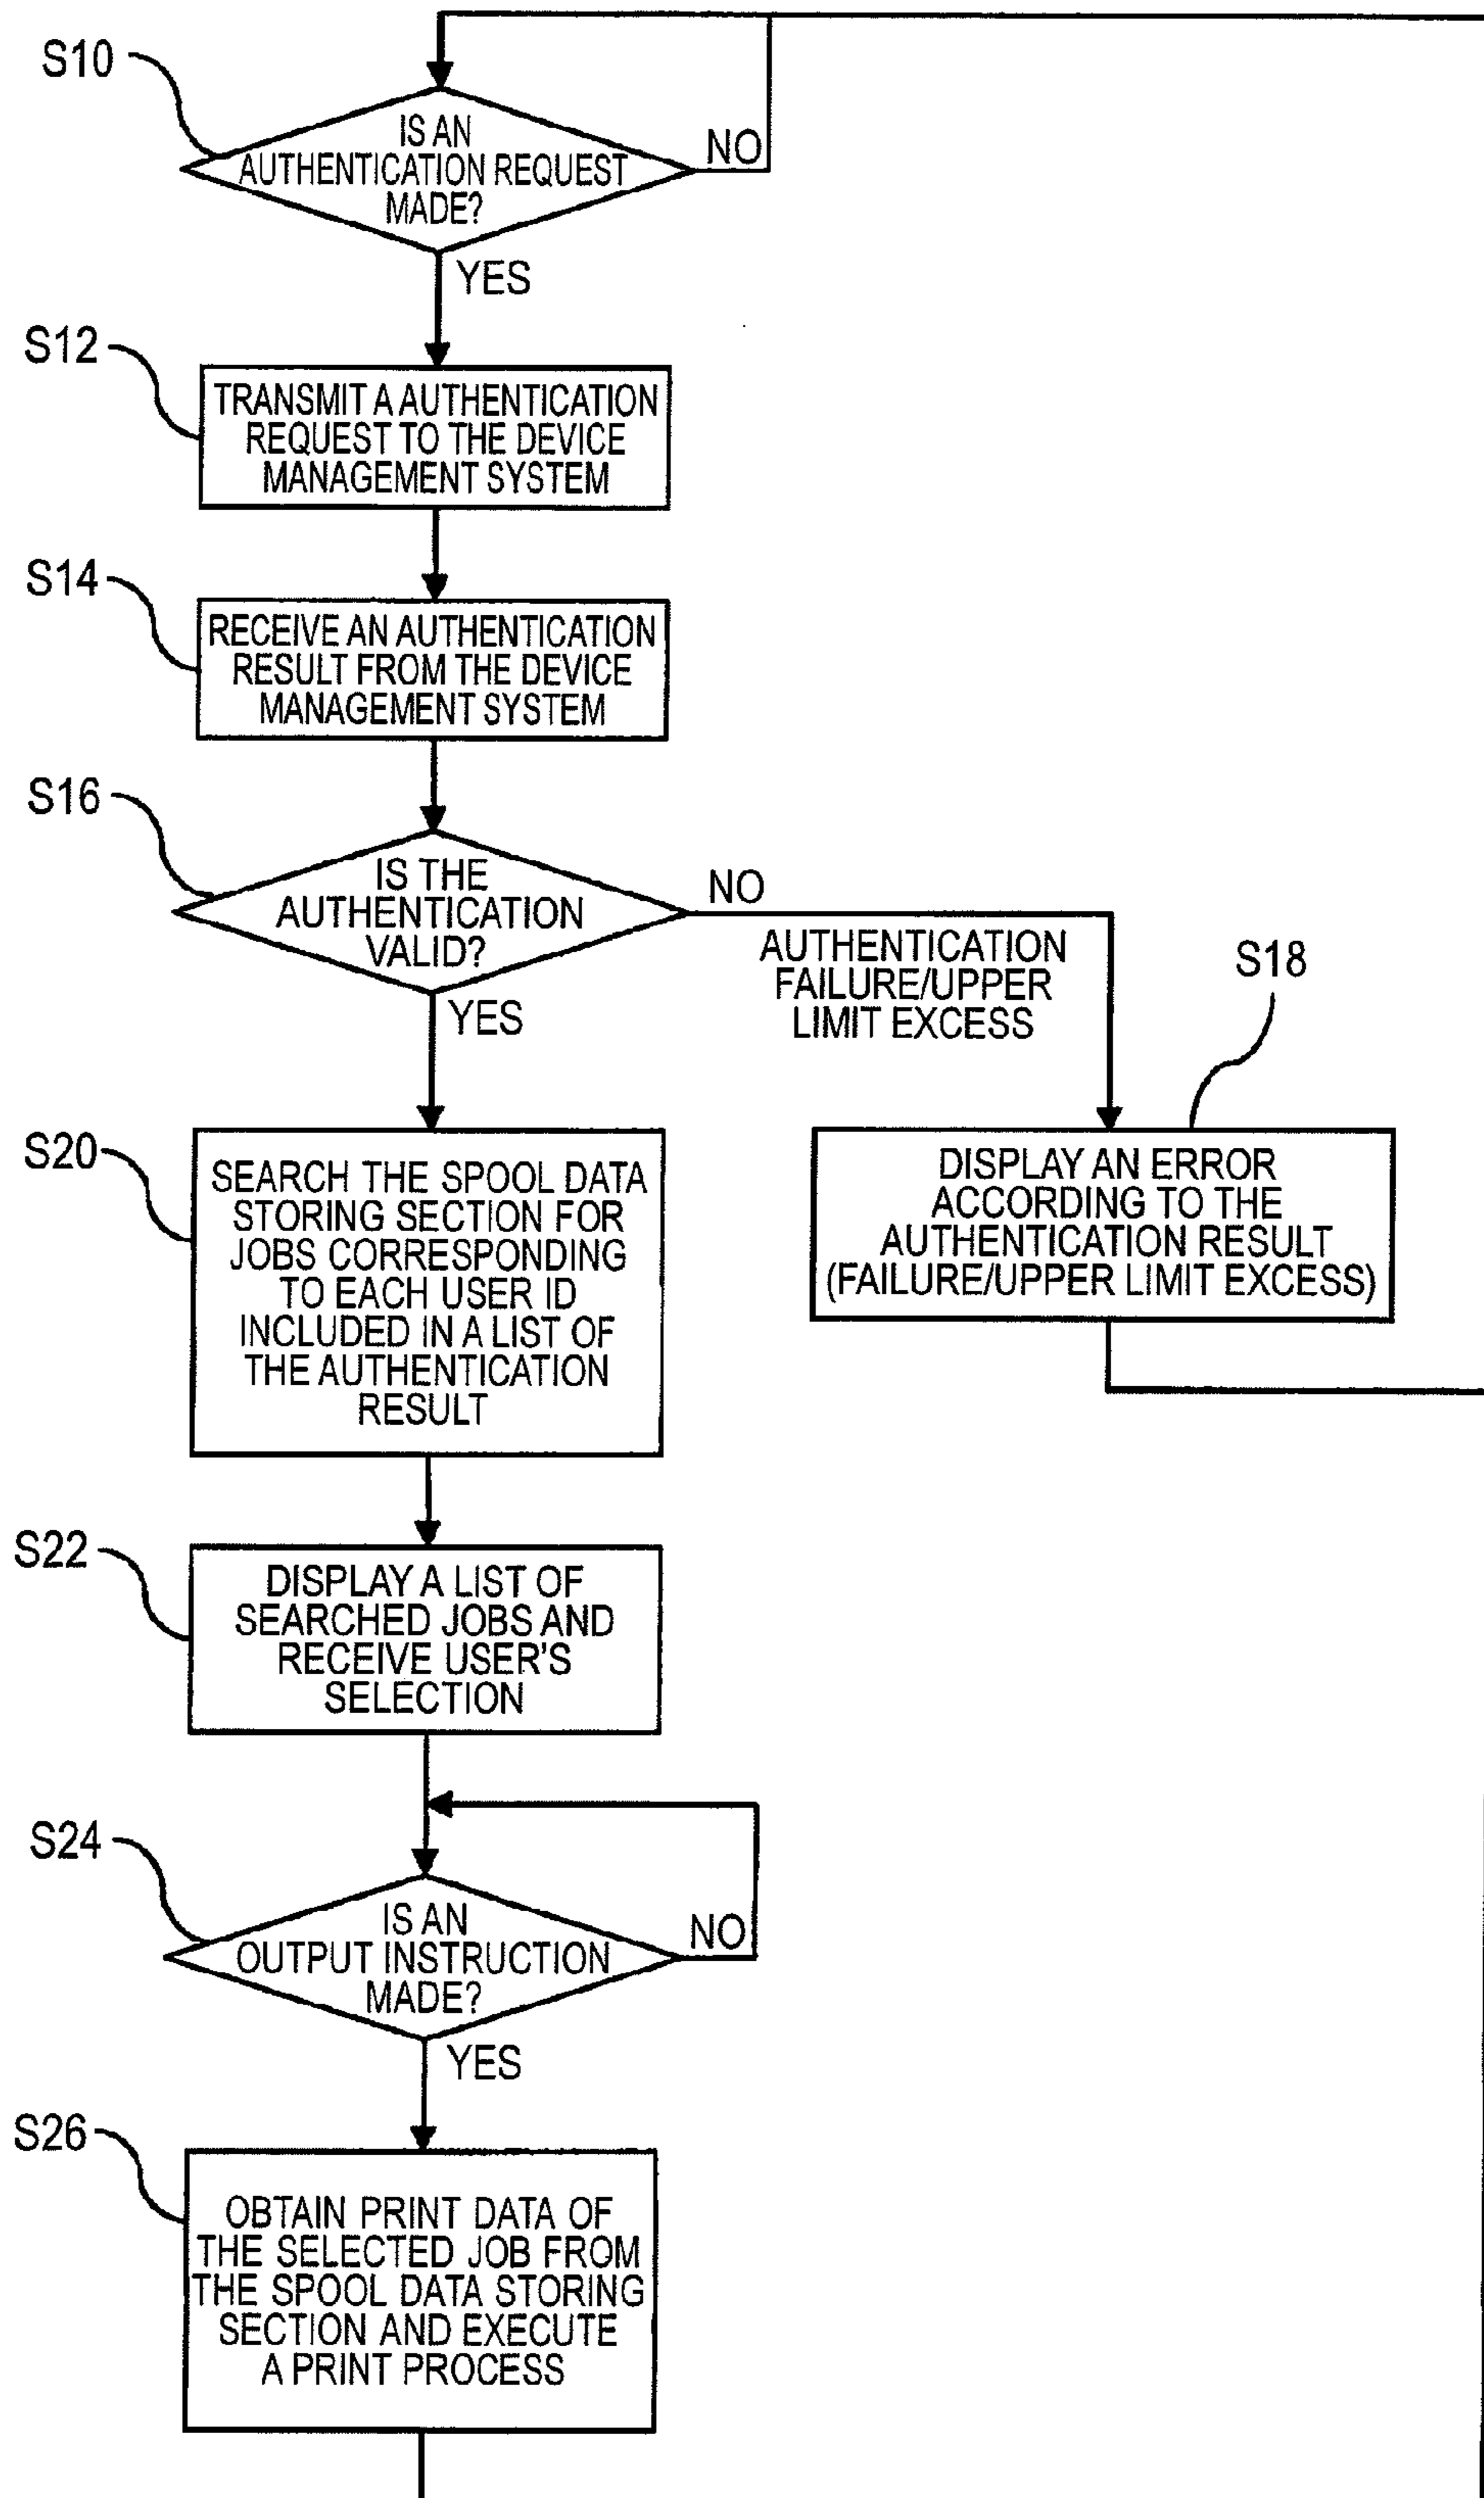 S10
IS AN
AUTHENTICATION REQUEST
MADE?
NO
YES
S12
TRANSMIT A AUTHENTICATION
REQUEST TO THE DEVICE
MANAGEMENT SYSTEM
S14
RECEIVE AN AUTHENTICATION
RESULT FROM THE DEVICE
MANAGEMENT SYSTEM
S16
IS THE
AUTHENTICATION
VALID?
NO
AUTHENTICATION
FAILURE/UPPER
LIMIT EXCESS
YES
S18
DISPLAY AN ERROR
ACCORDING TO THE
AUTHENTICATION RESULT
(FAILURE/UPPER LIMIT EXCESS)
S20
SEARCH THE SPOOL DATA
STORING SECTION FOR
JOBS CORRESPONDING
TO EACH USER ID
INCLUDED IN A LIST OF
THE AUTHENTICATION
RESULT
S22
DISPLAY A LIST OF
SEARCHED JOBS AND
RECEIVE USER'S
SELECTION
S24
IS AN
OUTPUT INSTRUCTION
MADE?
NO
YES
S26
OBTAIN PRINT DATA OF
THE SELECTED JOB FROM
THE SPOOL DATA STORING
SECTION AND EXECUTE
A PRINT PROCESS